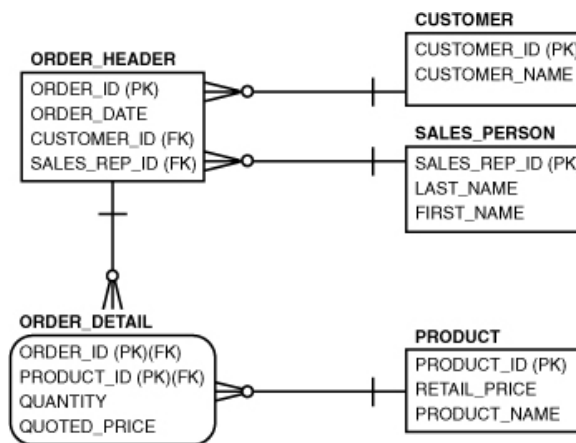 CUSTOMER
CUSTOMER_ID (PK)
CUSTOMER_NAME
ORDER_HEADER
ORDER_ID (PK)
ORDER_DATE
CUSTOMER_ID (FK)
SALES_REP_ID (FK)
SALES_PERSON
SALES_REP_ID (PK
LAST_NAME
FIRST_NAME
ORDER_DETAIL
ORDER_ID (PK)(FK)
PRODUCT_ID (PK)(FK)
QUANTITY
QUOTED_PRICE
PRODUCT
PRODUCT_ID (PK)
RETAIL_PRICE
PRODUCT_NAME